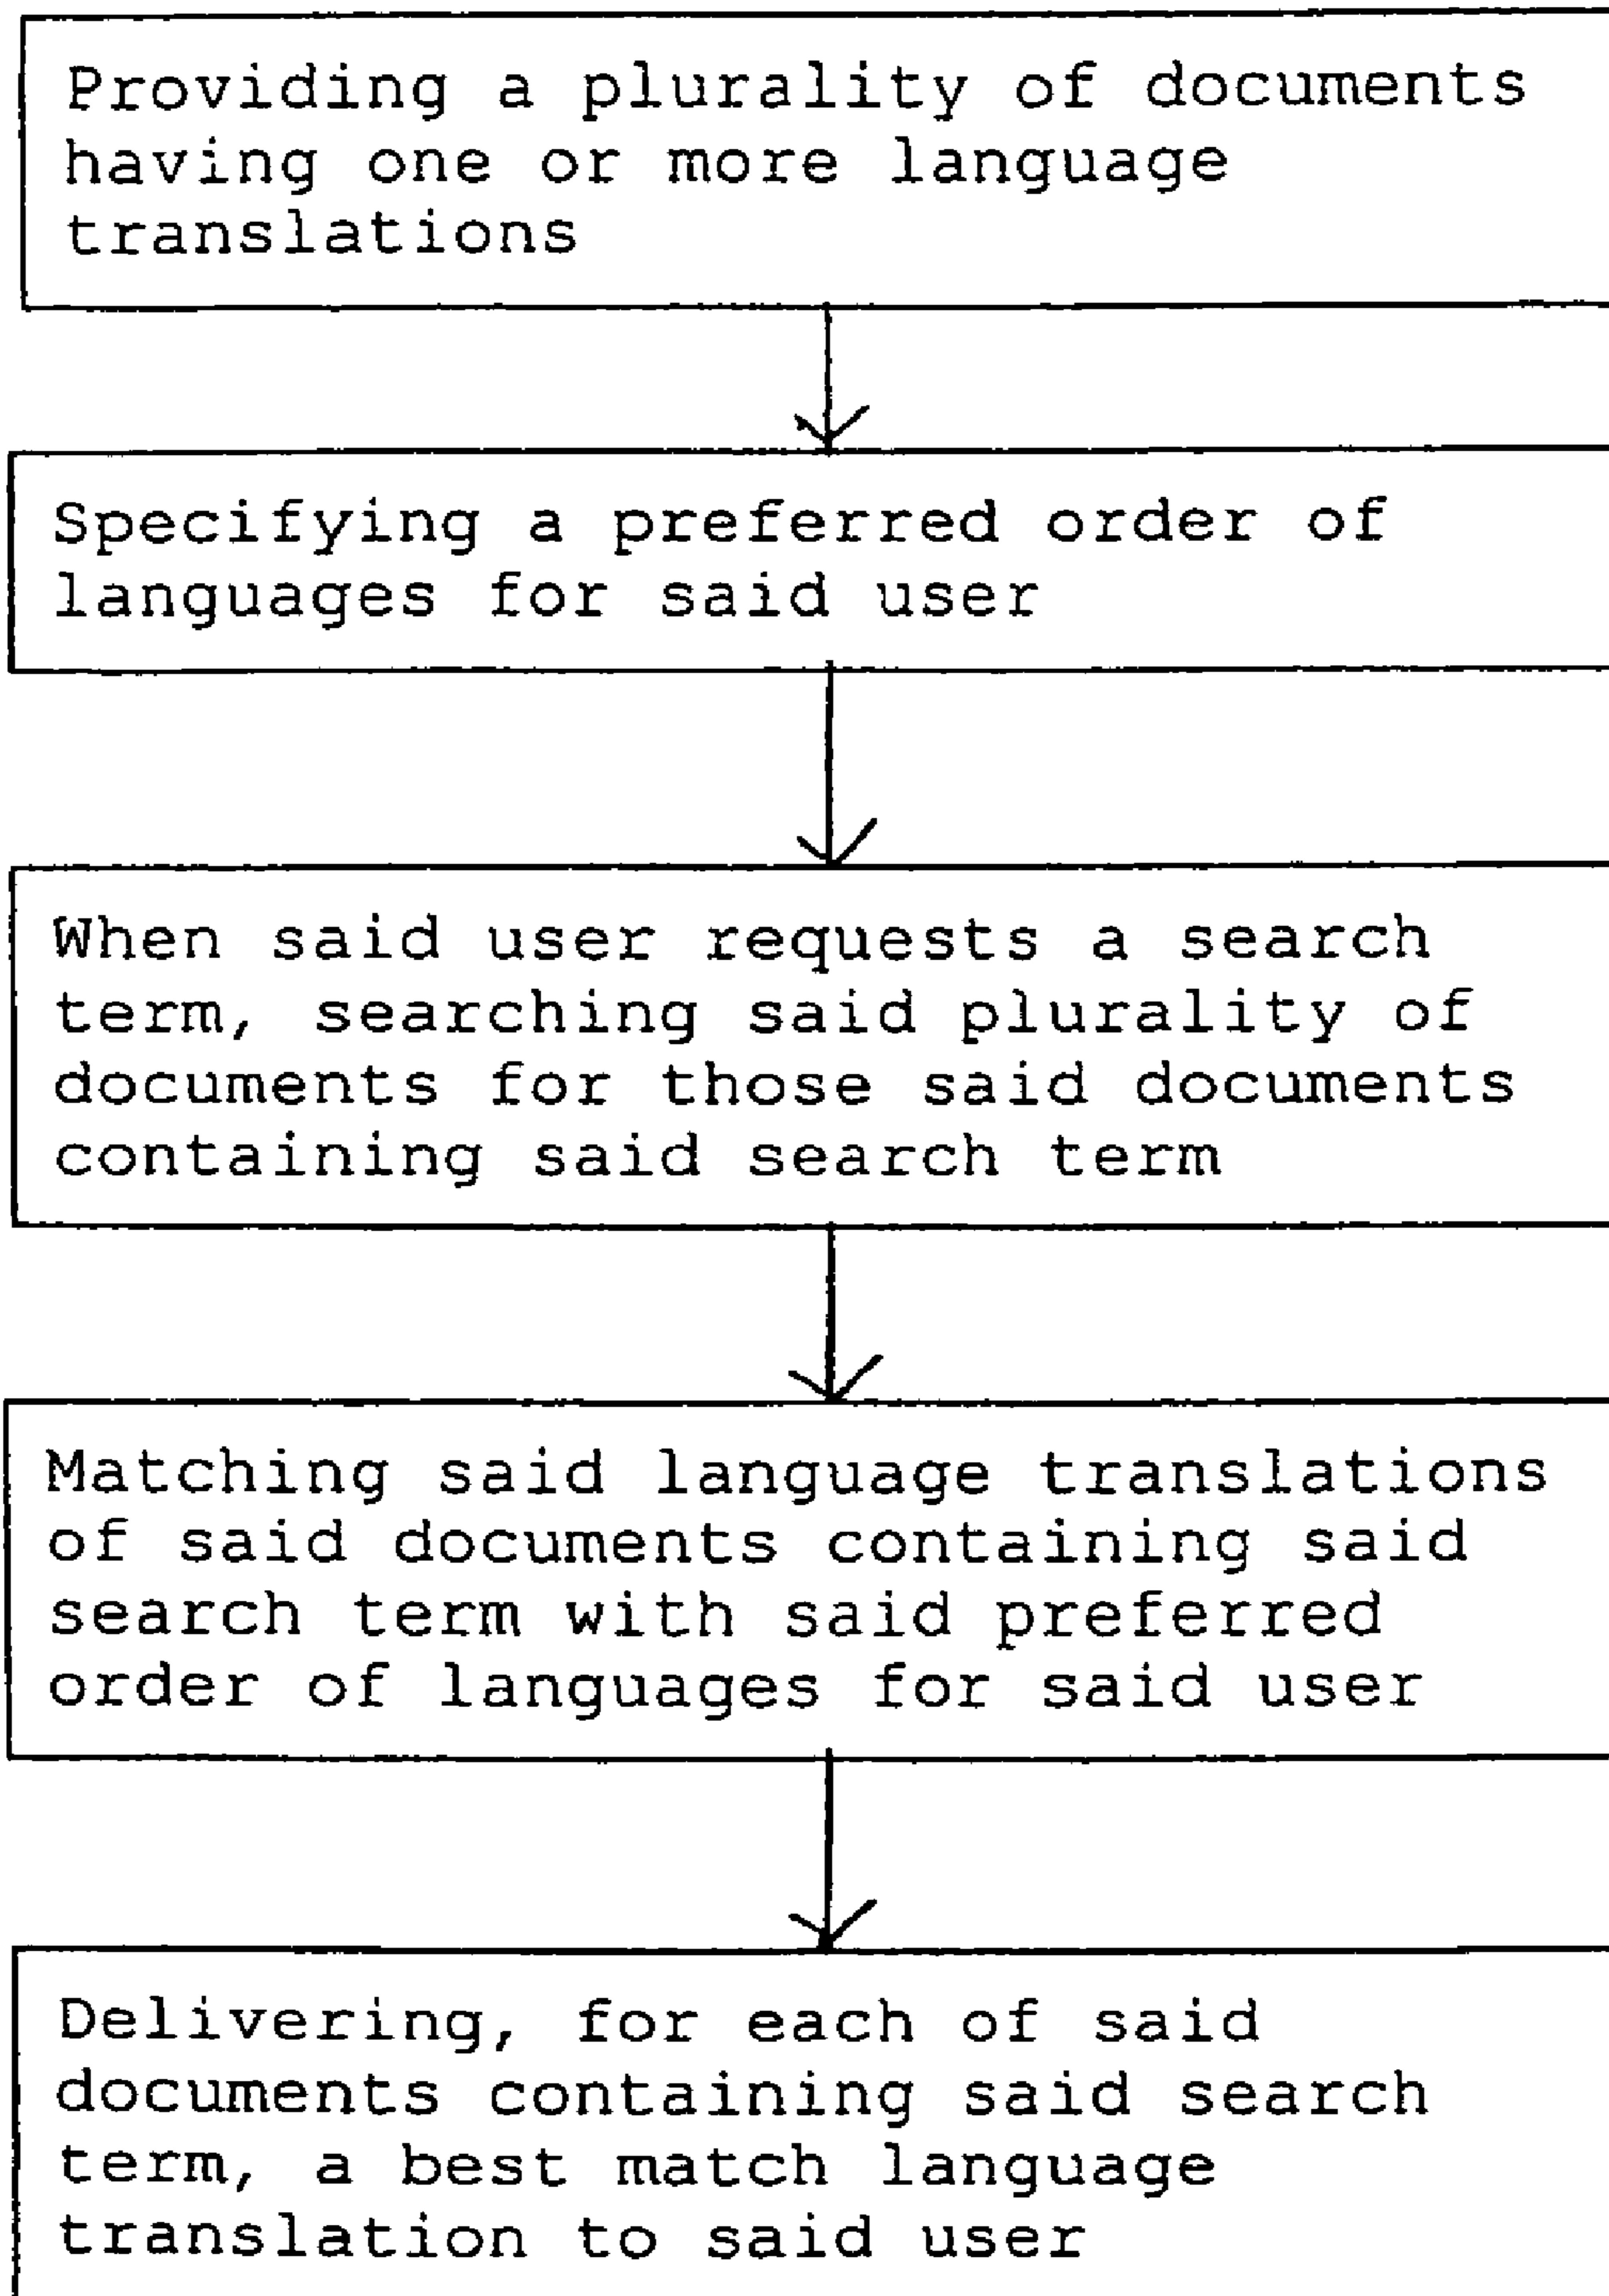 Providing a plurality of documents
having one or more language
translations
Specifying a preferred order of
languages for said user
When said user requests a search
term, searching said plurality of
documents for those said documents
containing said search term
Matching said language translations
of said documents containing said
search term with said preferred
order of languages for said user
Delivering, for each of said
documents containing said search
term, a best match language
translation to said user